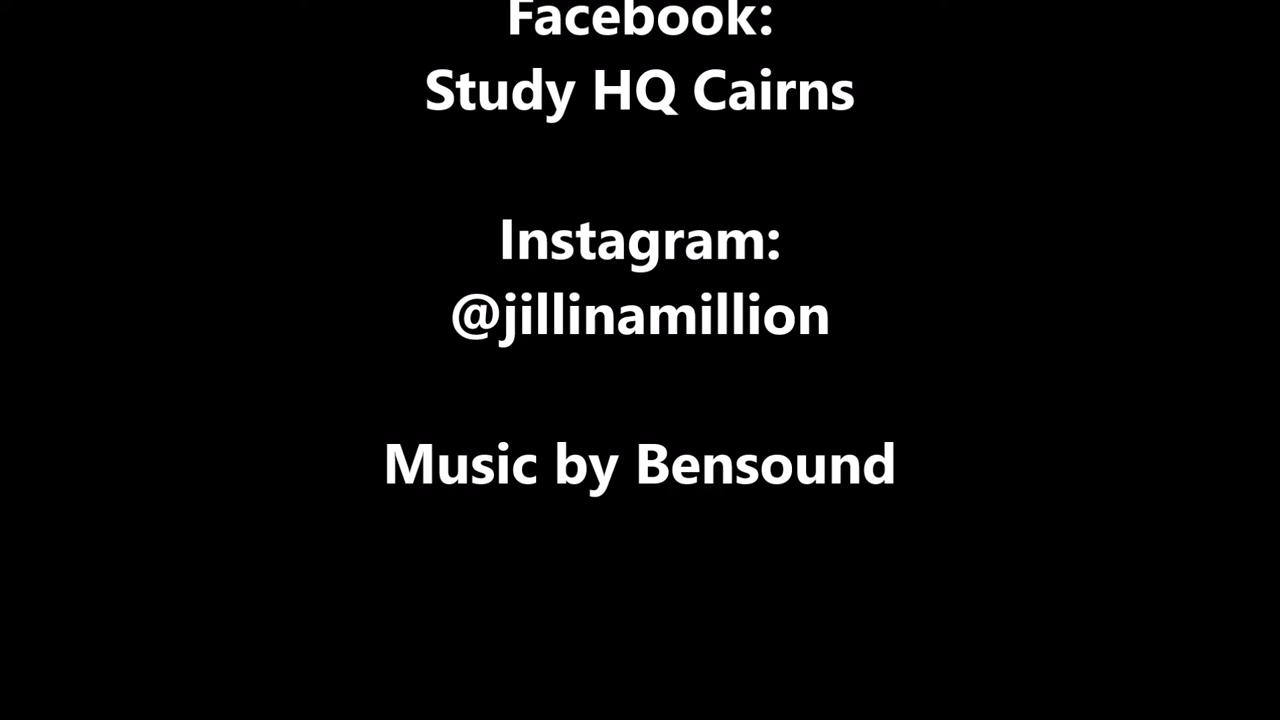 Facebook:
Study HQ Cairns
Instagram:
@jillinamillion
Music by Bensound